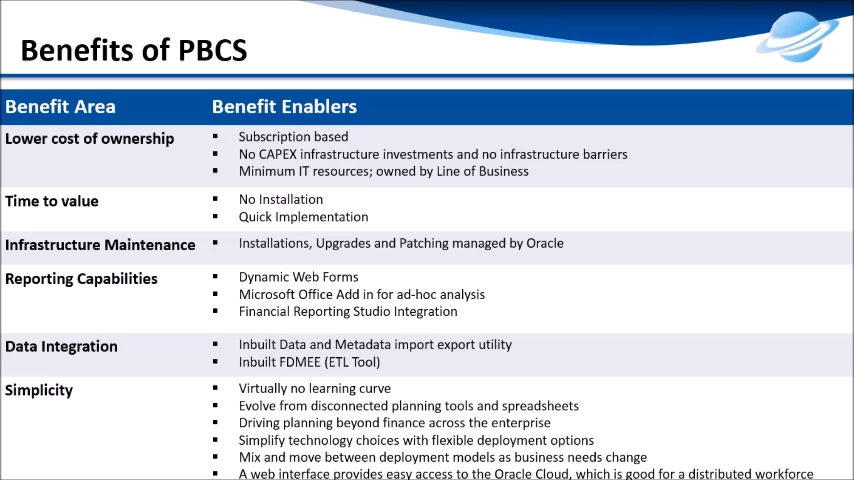 Benefits of PBCS
Benefit Area Benefit Enablers
Lower cost of ownership
▪ Subscription based
▪ No CAPEX infrastructure investments and no infrastructure barriers
▪ Minimum IT resources; owned by Line of Business
Time to value
▪ No Installation
▪ Quick Implementation
Infrastructure Maintenance
▪ Installations, Upgrades and Patching managed by Oracle
Reporting Capabilities
▪ Dynamic Web Forms
▪ Microsoft Office Add in for ad-hoc analysis
▪ Financial Reporting Studio Integration
Data Integration
▪ Inbuilt Data and Metadata import export utility
▪ Inbuilt FDMEE (ETL Tool)
Simplicity
▪ Virtually no learning curve
▪ Evolve from disconnected planning tools and spreadsheets
▪ Driving planning beyond finance across the enterprise
▪ Simplify technology choices with flexible deployment options
▪ Mix and move between deployment models as business needs change
▪ A web interface provides easy access to the Oracle Cloud, which is good for a distributed workforce